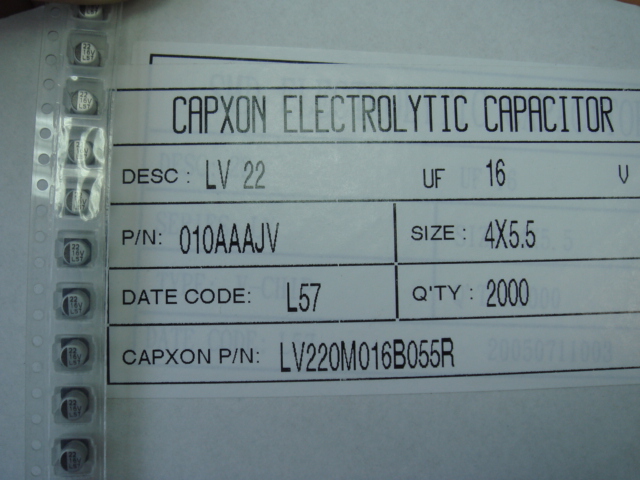 CAPXON ELECTROLYTIC CAPACITOR
DESC : LV 22 UF 16 V
P/N: 010AAAJV SIZE : 4X5.5
DATE CODE: L57 Q'TY : 2000
CAPXON P/N: LV220M016B055R